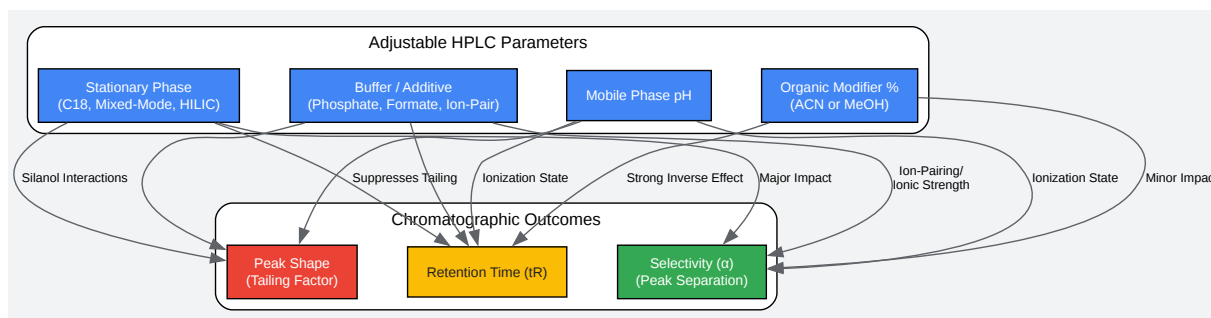 Adjustable HPLC Parameters
Stationary Phase
(C18, Mixed-Mode, HILIC)
Buffer / Additive
(Phosphate, Formate, Ion-Pair)
Mobile Phase pH
Organic Modifier %
(ACN or MeOH)
Silanol Interactions
Suppresses Tailing
Ionization State
Strong Inverse Effect
Major Impact
Ion-Pairing/
Ionic Strength
Ionization State
Minor Impac
Chromatographic Outcomes
Peak Shape
(Tailing Factor)
Retention Time (tR)
Selectivity (α)
(Peak Separation)